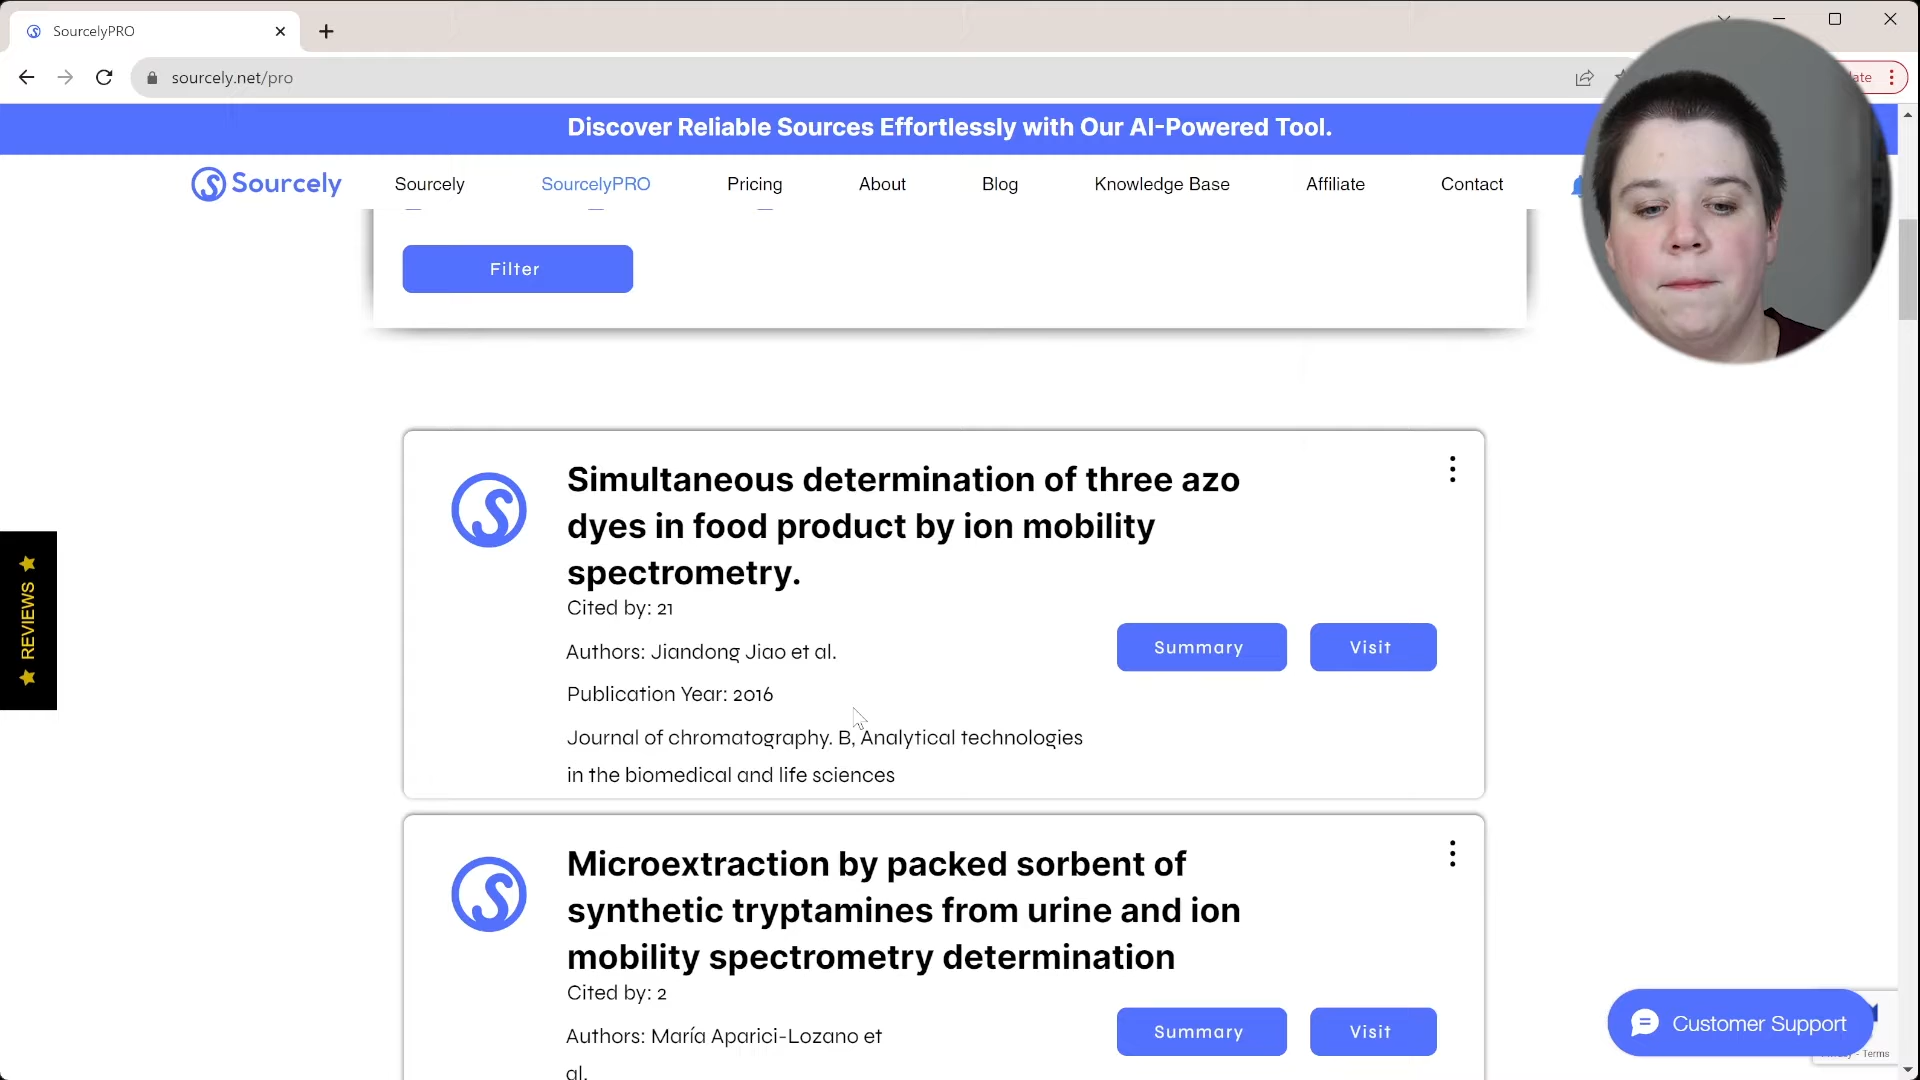 SourcelyPRO
sourcely.net/pro
Discover Reliable Sources Effortlessly with Our AI-Powered Tool.
Sourcely
Sourcely
SourcelyPRO
Pricing
About
Blog
Knowledge Base
Affiliate
Contact
Filter
Simultaneous determination of three azo
dyes in food product by ion mobility
spectrometry.
Cited by: 21
Authors: Jiandong Jiao et al.
Publication Year: 2016
Journal of chromatography. B, Analytical technologies
in the biomedical and life sciences
Summary
Visit
★ REVIEWS ★
Microextraction by packed sorbent of
synthetic tryptamines from urine and ion
mobility spectrometry determination
Cited by: 2
Authors: María Aparici-Lozano et
al.
Summary
Visit
Customer Support
- Terms